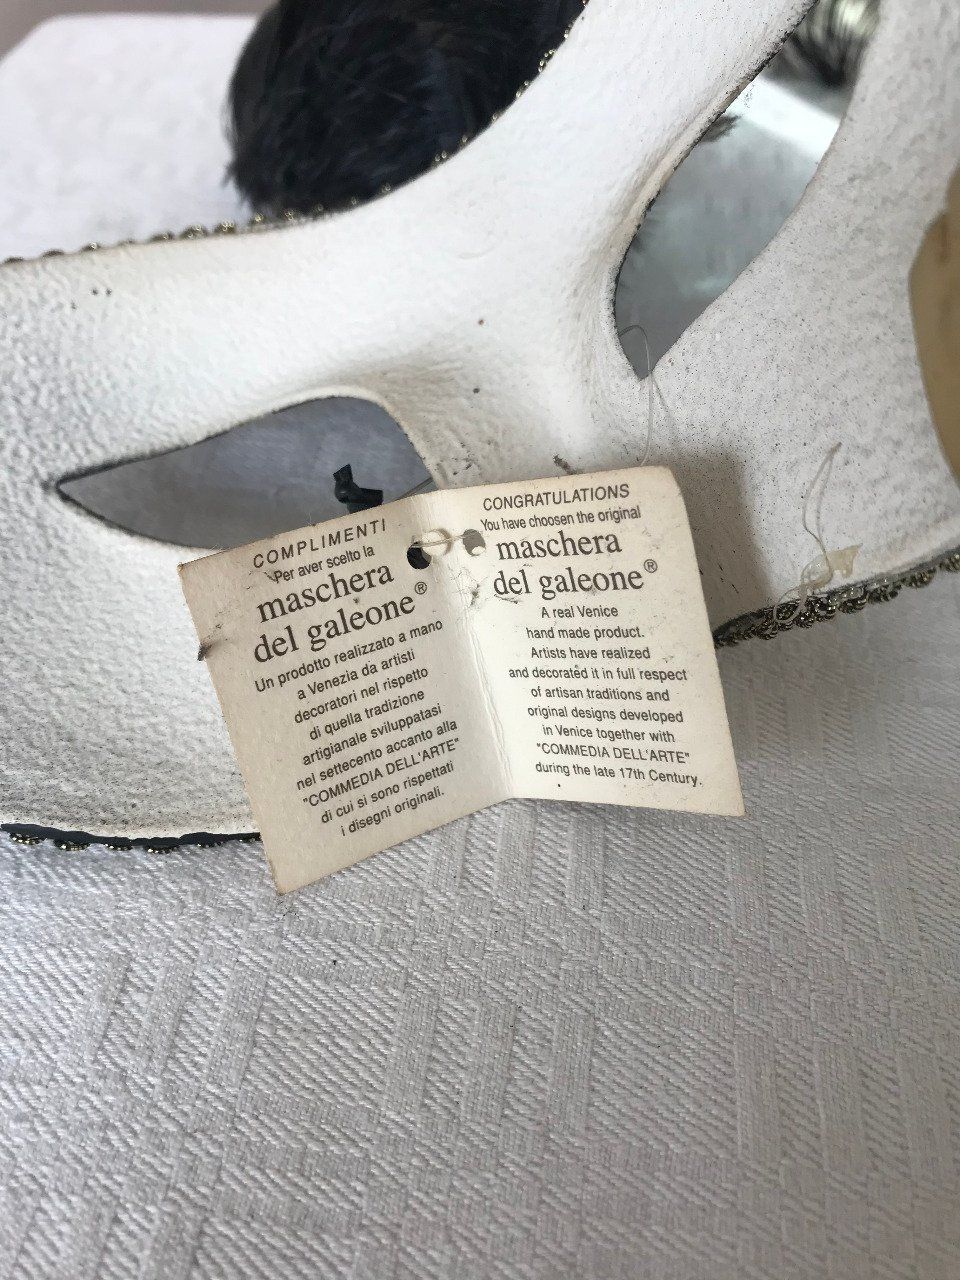 COMPLIMENTI
Per aver scelto la
maschera
del galeone®
Un prodotto realizzato a mano
a Venezia da artisti
decoratori nel rispetto
di quella tradizione
artigianale sviluppatasi
nel settecento accanto alla
"COMMEDIA DELL'ARTE"
di cui si sono rispettati
i disegni originali.
CONGRATULATIONS
You have choosen the original
maschera
del galeone®
A real Venice
hand made product.
Artists have realized
and decorated it in full respect
of artisan traditions and
original designs developed
in Venice together with
"COMMEDIA DELL'ARTE"
during the late 17th Century.